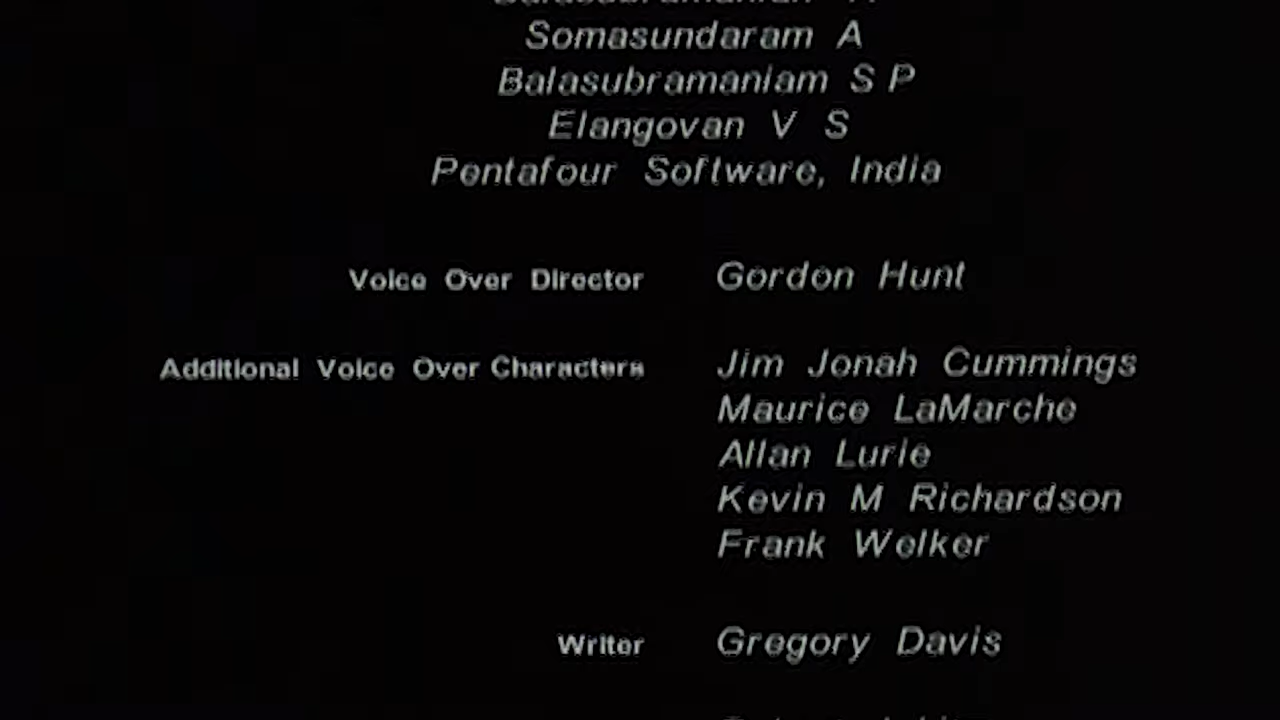 Somasundaram A
Balasubramaniam S P
Elangovan V S
Pentafour Software, India
Voice Over Director Gordon Hunt
Additional Voice Over Characters Jim Jonah Cummings
Maurice LaMarche
Allan Lurie
Kevin M Richardson
Frank Welker
Writer Gregory Davis